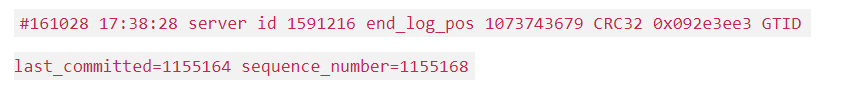 #161028 17:38:28 server id 1591216 end_log_pos 1073743679 CRC32 0x092e3ee3 GTID
last_committed=1155164 sequence_number=1155168